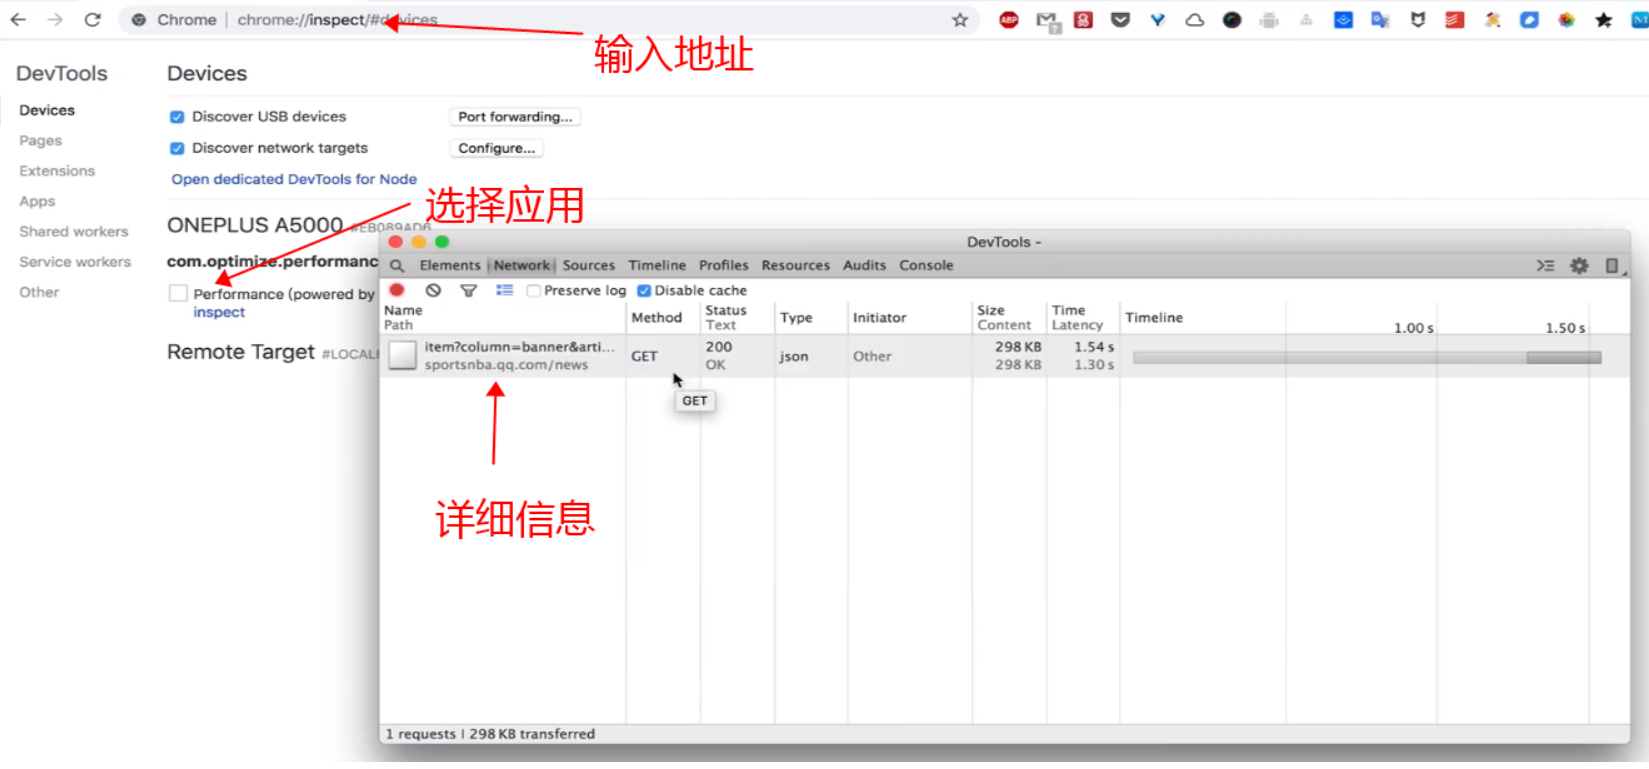 Chrome | chrome://inspect/#devices
输入地址
DevTools
Devices
Pages
Extensions
Apps
Shared workers
Service workers
Other
Devices
Discover USB devices
Port forwarding...
Discover network targets
Configure...
Open dedicated DevTools for Node
选择应用
ONEPLUS A5000 #EB089AD6
com.optimize.performanc
Performance (powered by
inspect
Remote Target #LOCALH
DevTools -
Elements Network Sources Timeline Profiles Resources Audits Console
Preserve log Disable cache
Name Path
Method
Status Text
Type
Initiator
Size Content
Time Latency
Timeline
1.00 s
1.50 s
item?column=banner&arti...
sportsnba.qq.com/news
GET
200
OK
json
Other
298 KB
298 KB
1.54 s
1.30 s
GET
详细信息
1 requests | 298 KB transferred
ABP